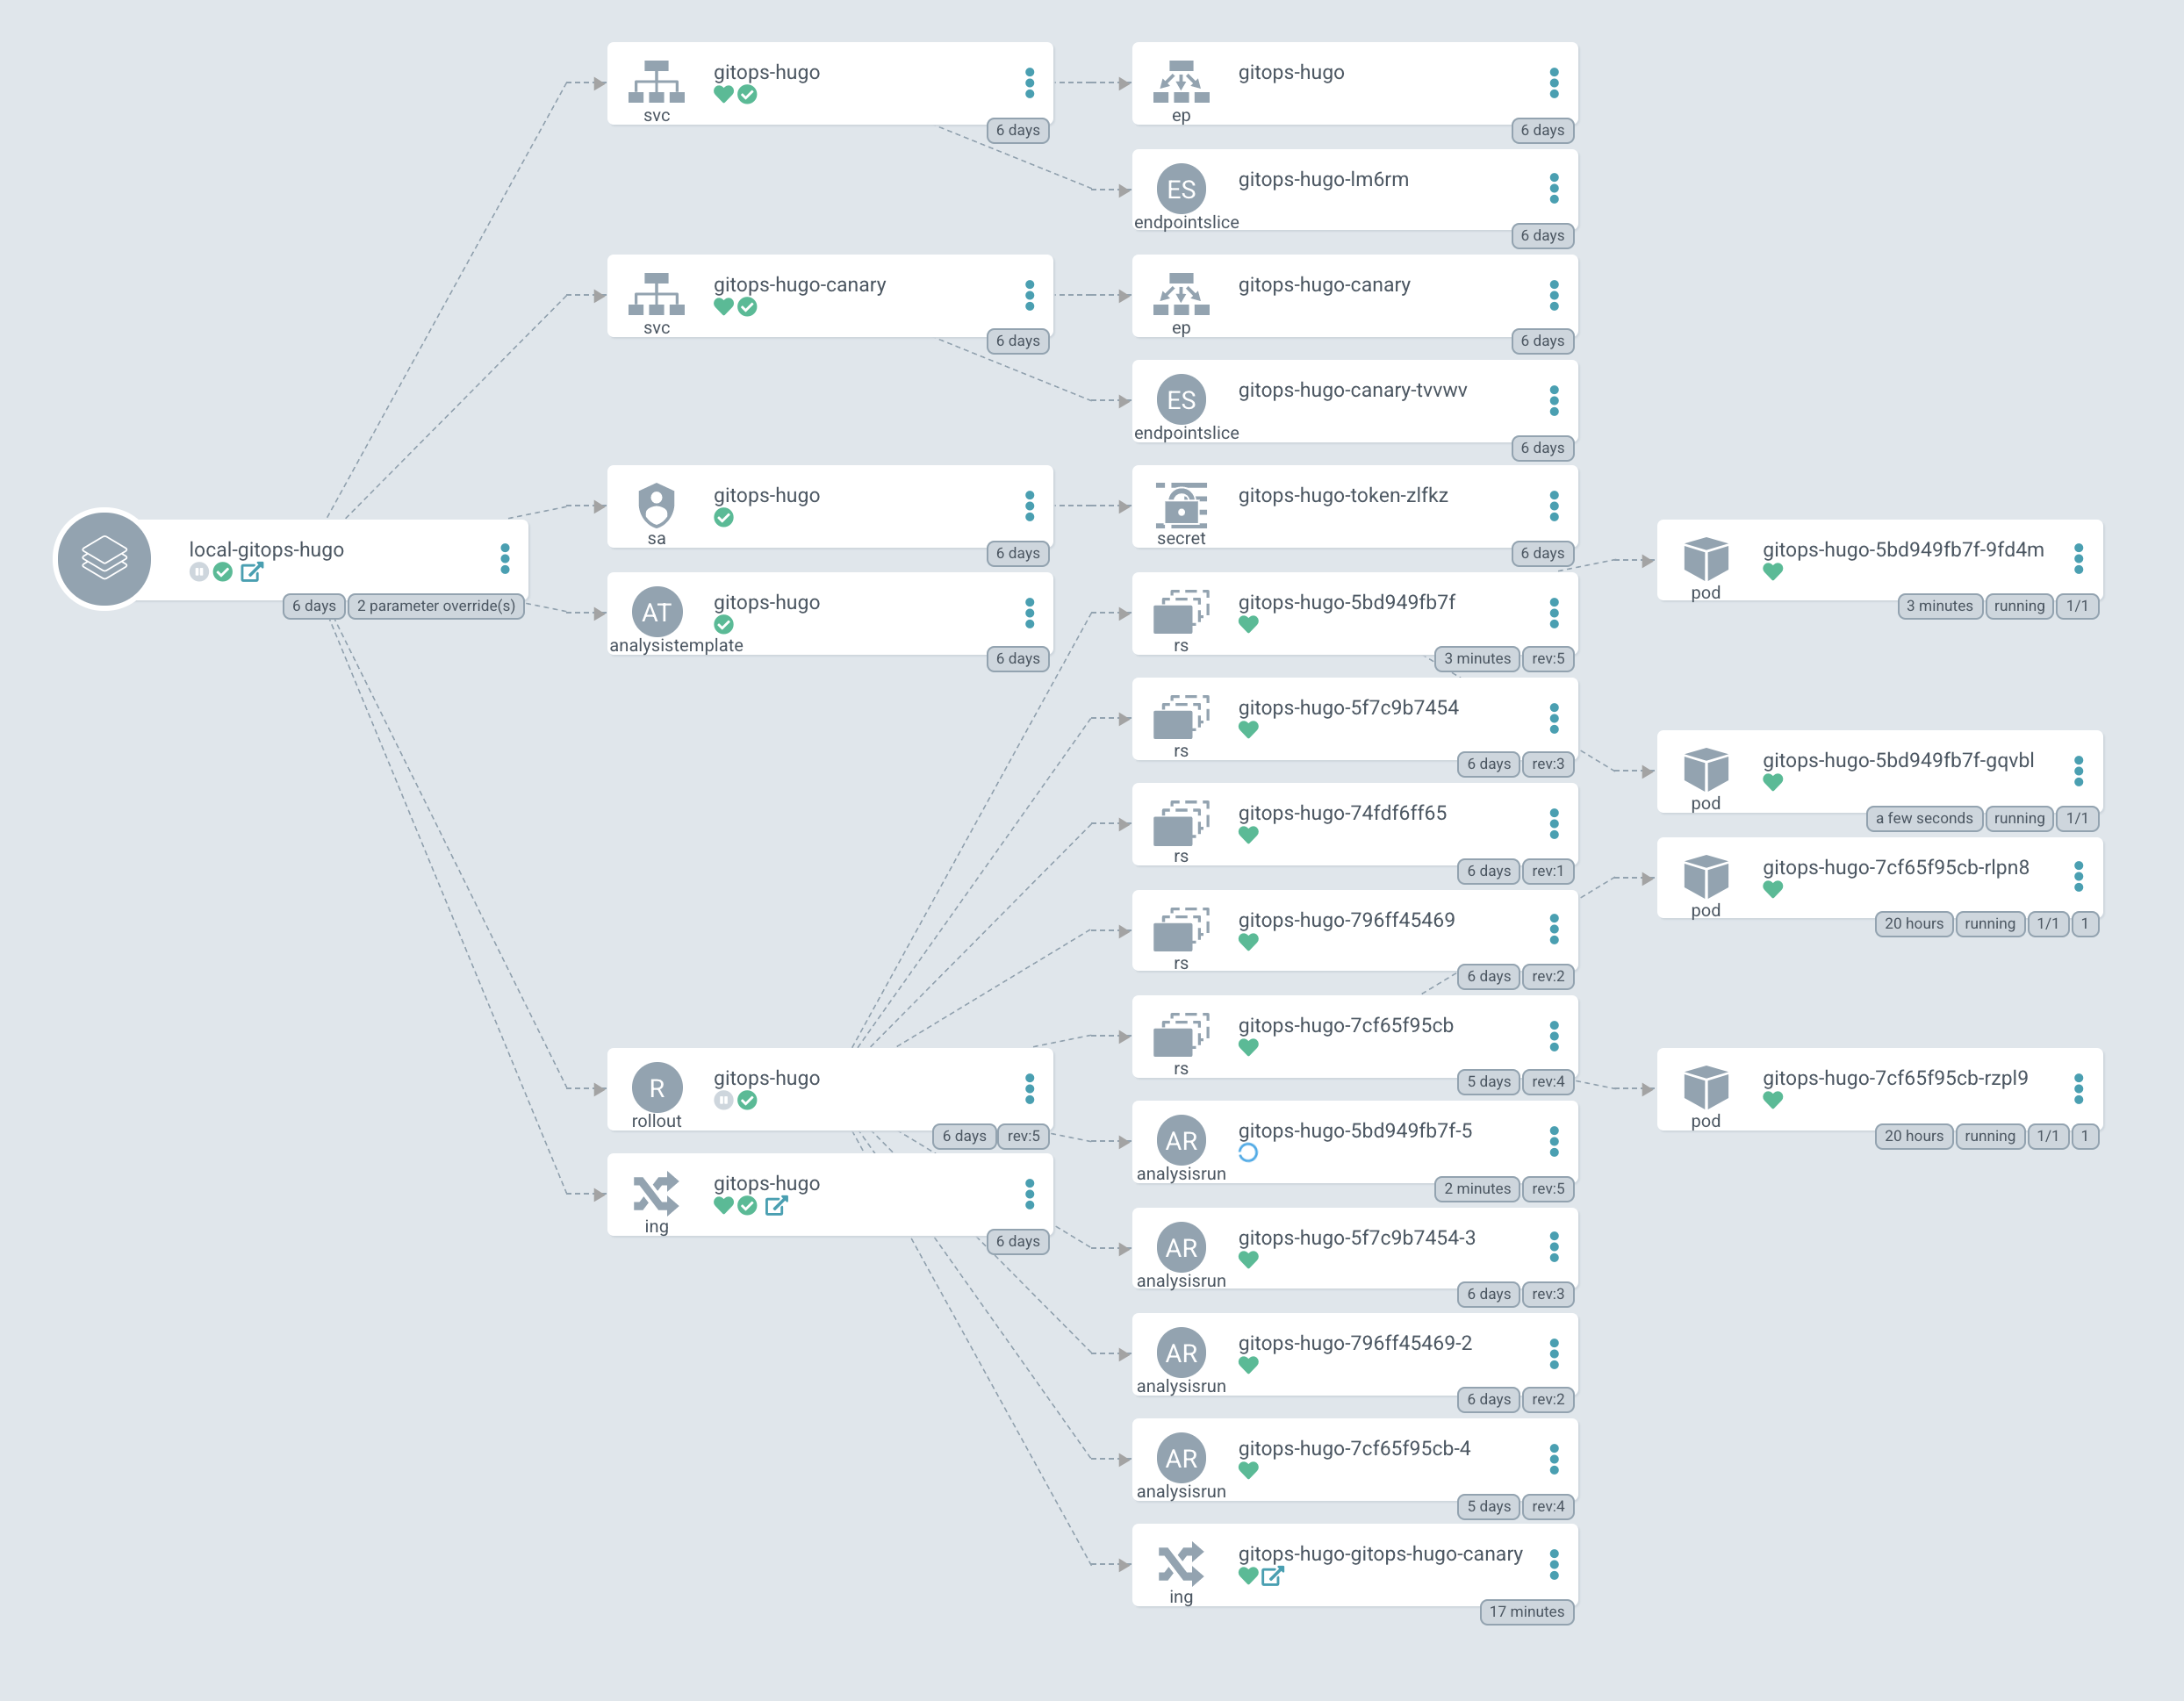 local-gitops-hugo
6 days
2 parameter override(s)
gitops-hugo
svc
6 days
gitops-hugo-canary
svc
6 days
gitops-hugo
sa
6 days
AT
gitops-hugo
analysistemplate
6 days
R
gitops-hugo
rollout
6 days
rev:5
gitops-hugo
ing
6 days
gitops-hugo
ep
6 days
ES
gitops-hugo-lm6rm
endpointslice
6 days
gitops-hugo-canary
ep
6 days
ES
gitops-hugo-canary-tvvwv
endpointslice
6 days
gitops-hugo-token-zlfkz
secret
6 days
gitops-hugo-5bd949fb7f
rs
3 minutes
rev:5
gitops-hugo-5f7c9b7454
rs
6 days
rev:3
gitops-hugo-74fdf6ff65
rs
6 days
rev:1
gitops-hugo-796ff45469
rs
6 days
rev:2
gitops-hugo-7cf65f95cb
rs
5 days
rev:4
AR
gitops-hugo-5bd949fb7f-5
analysisrun
2 minutes
rev:5
AR
gitops-hugo-5f7c9b7454-3
analysisrun
6 days
rev:3
AR
gitops-hugo-796ff45469-2
analysisrun
6 days
rev:2
AR
gitops-hugo-7cf65f95cb-4
analysisrun
5 days
rev:4
gitops-hugo-gitops-hugo-canary
ing
17 minutes
gitops-hugo-5bd949fb7f-9fd4m
pod
3 minutes
running
1/1
gitops-hugo-5bd949fb7f-gqvbl
pod
a few seconds
running
1/1
gitops-hugo-7cf65f95cb-rlpn8
pod
20 hours
running
1/1
1
gitops-hugo-7cf65f95cb-rzpl9
pod
20 hours
running
1/1
1